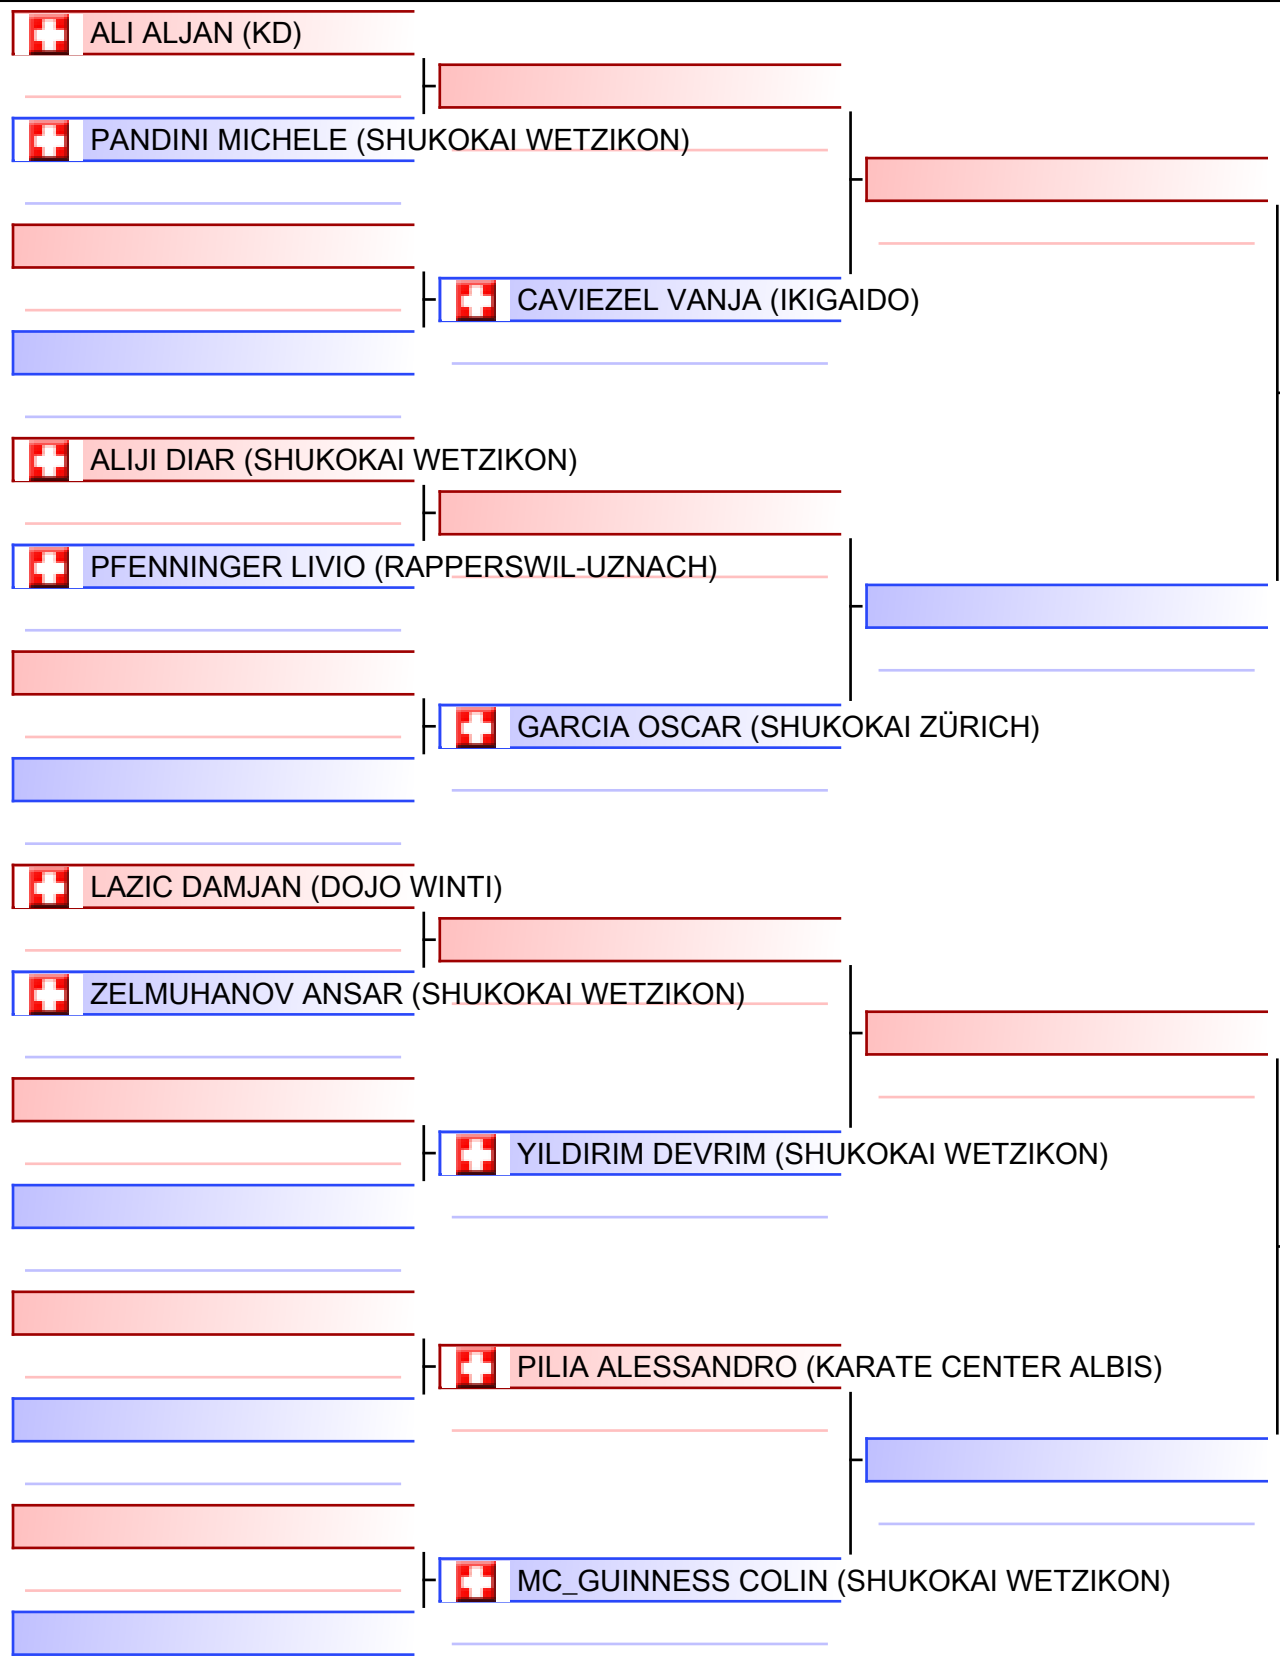 ALI ALJAN (KD)
PANDINI MICHELE (SHUKOKAI WETZIKON)
CAVIEZEL VANJA (IKIGAIDO)
ALIJI DIAR (SHUKOKAI WETZIKON)
PFENNINGER LIVIO (RAPPERSWIL-UZNACH)
GARCIA OSCAR (SHUKOKAI ZÜRICH)
LAZIC DAMJAN (DOJO WINTI)
ZELMUHANOV ANSAR (SHUKOKAI WETZIKON)
YILDIRIM DEVRIM (SHUKOKAI WETZIKON)
PILIA ALESSANDRO (KARATE CENTER ALBIS)
MC_GUINNESS COLIN (SHUKOKAI WETZIKON)